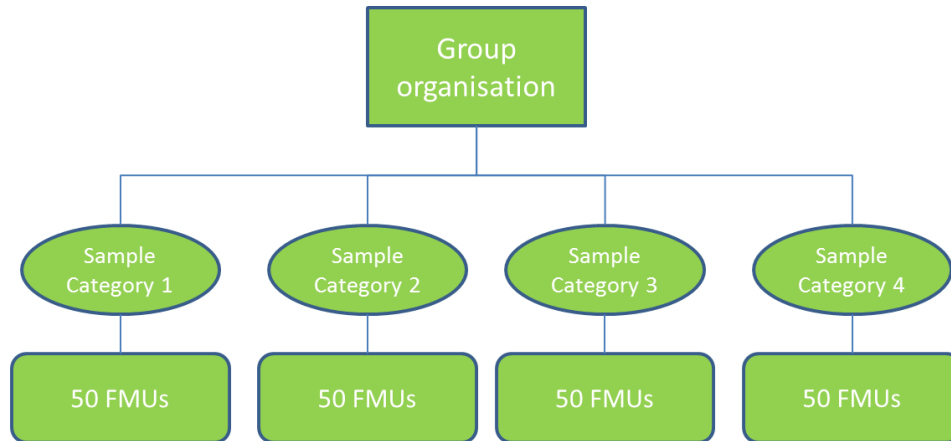 Group
organisation
Sample
Category 1
Sample
Category 2
Sample
Category 3
Sample
Category 4
50 FMUs
50 FMUs
50 FMUs
50 FMUs